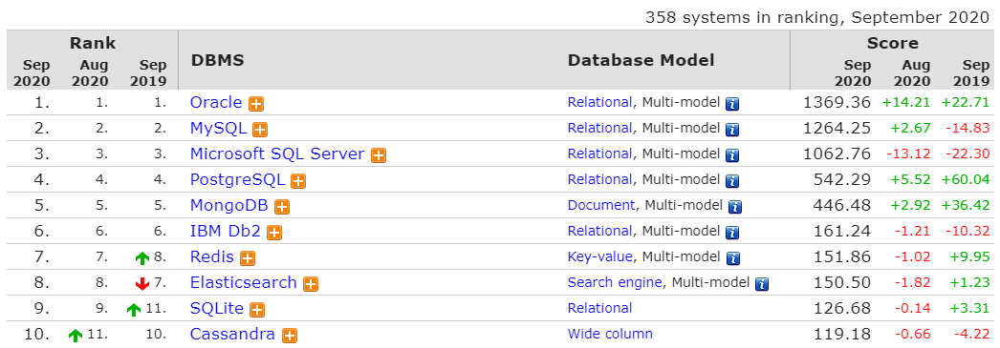 358 systems in ranking, September 2020
Rank DBMS Database Model Score
Sep 2020 Aug 2020 Sep 2019 Sep 2020 Aug 2020 Sep 2019
1. 1. 1. Oracle Relational, Multi-model 1369.36 +14.21 +22.71
2. 2. 2. MySQL Relational, Multi-model 1264.25 +2.67 -14.83
3. 3. 3. Microsoft SQL Server Relational, Multi-model 1062.76 -13.12 -22.30
4. 4. 4. PostgreSQL Relational, Multi-model 542.29 +5.52 +60.04
5. 5. 5. MongoDB Document, Multi-model 446.48 +2.92 +36.42
6. 6. 6. IBM Db2 Relational, Multi-model 161.24 -1.21 -10.32
7. 7. 8. Redis Key-value, Multi-model 151.86 -1.02 +9.95
8. 8. 7. Elasticsearch Search engine, Multi-model 150.50 -1.82 +1.23
9. 9. 11. SQLite Relational 126.68 -0.14 +3.31
10. 11. 10. Cassandra Wide column 119.18 -0.66 -4.22